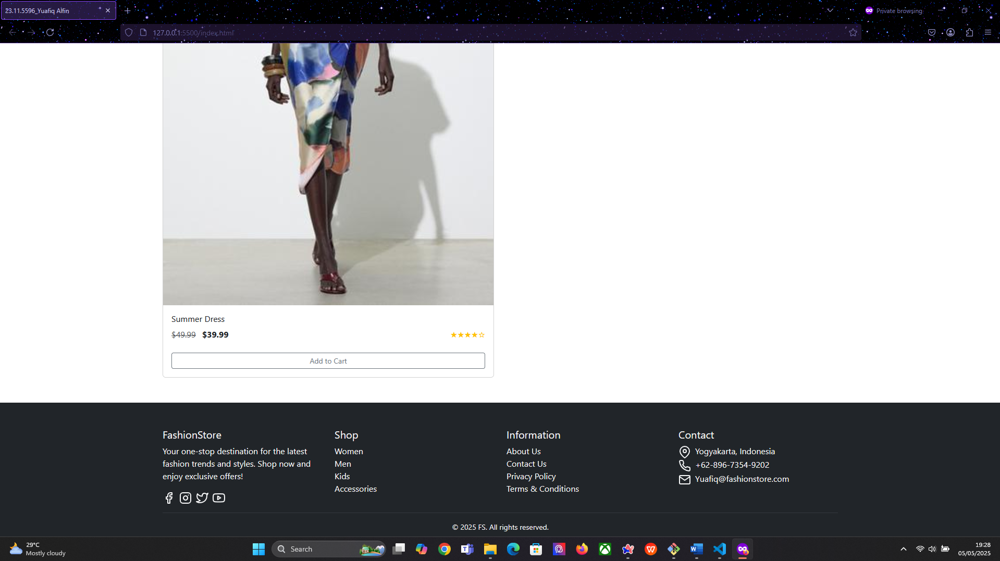 23.11.5596_Yuafiq Alfin
Private browsing
127.0.0.1:5500/index.html
Summer Dress
$49.99 $39.99 ★★★★☆
Add to Cart
FashionStore
Your one-stop destination for the latest
fashion trends and styles. Shop now and
enjoy exclusive offers!
Shop
Women
Men
Kids
Accessories
Information
About Us
Contact Us
Privacy Policy
Terms & Conditions
Contact
Yogyakarta, Indonesia
+62-896-7354-9202
Yuafiq@fashionstore.com
© 2025 FS. All rights reserved.
29°C
Mostly cloudy
Search
19:28
05/05/2025